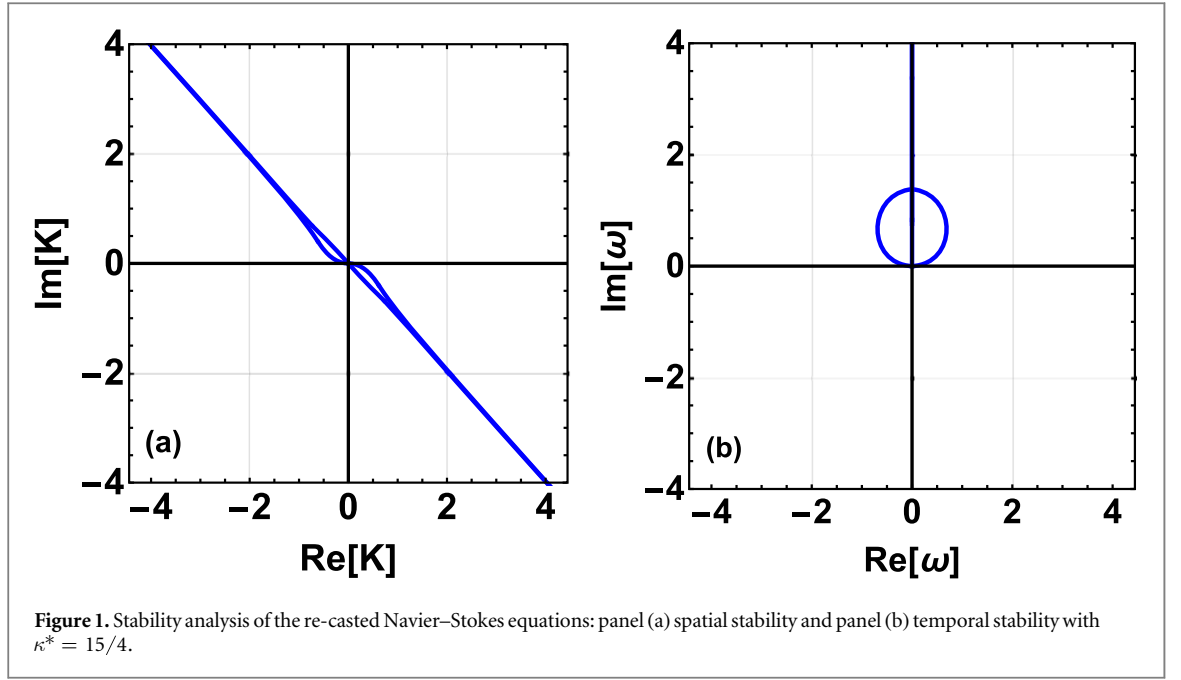 4
2
0
−2
−4
Im[K]
(a)
−4 −2 0 2 4
Re[K]
4
2
0
−2
−4
Im[ω]
(b)
−4 −2 0 2 4
Re[ω]
Figure 1. Stability analysis of the re-casted Navier–Stokes equations: panel (a) spatial stability and panel (b) temporal stability with
κ* = 15/4.